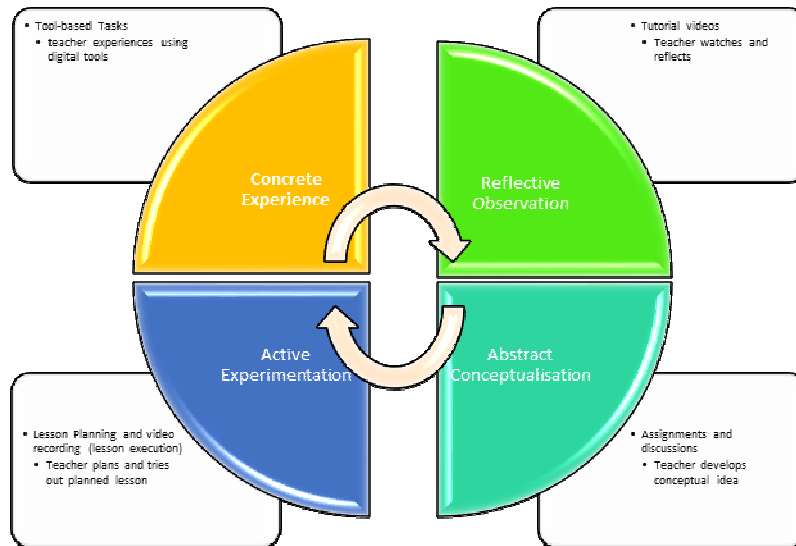 • Tool-based Tasks
• teacher experiences using
digital tools
• Tutorial videos
• Teacher watches and
reflects
Concrete
Experience
Reflective
Observation
Active
Experimentation
Abstract
Conceptualisation
• Lesson Planning and video
recording (lesson execution)
• Teacher plans and tries
out planned lesson
• Assignments and
discussions
• Teacher develops
conceptual idea